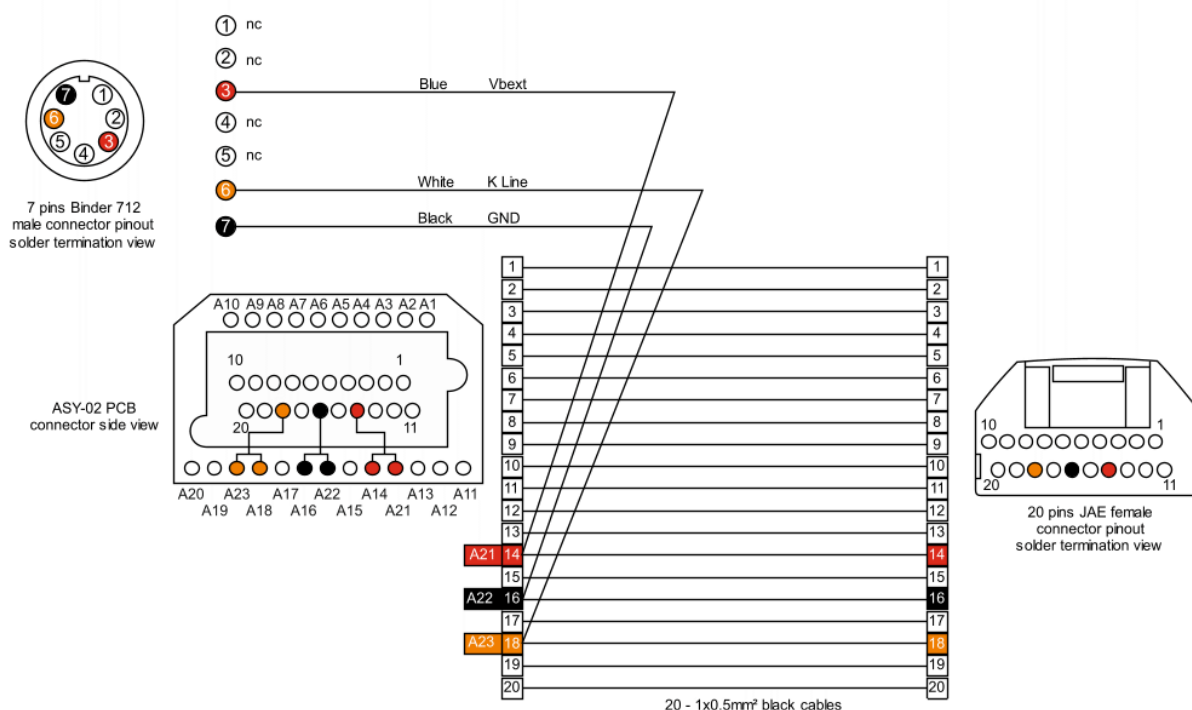 1 nc
2 nc
3 Blue Vbext
4 nc
5 nc
6 White K Line
7 Black GND
7 1
6 2
5 3
4
7 pins Binder 712
male connector pinout
solder termination view
A10 A9 A8 A7 A6 A5 A4 A3 A2 A1
10 1
20 11
A20 A23 A17 A22 A14 A13 A11
A19 A18 A16 A15 A21 A12
ASY-02 PCB
connector side view
1 1
2 2
3 3
4 4
5 5
6 6
7 7
8 8
9 9
10 10
11 11
12 12
13 13
A21 14 14
15 15
A22 16 16
17 17
A23 18 18
19 19
20 20
20 - 1x0.5mm² black cables
10 1
20 11
20 pins JAE female
connector pinout
solder termination view